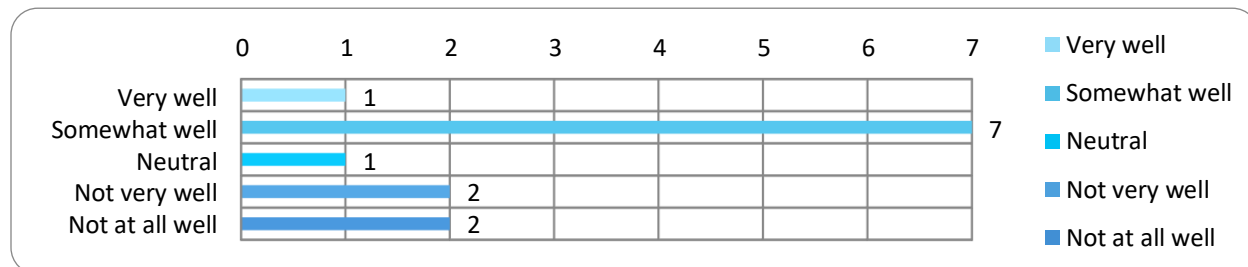 0 1 2 3 4 5 6 7
Very well 1
Somewhat well 7
Neutral 1
Not very well 2
Not at all well 2
Very well
Somewhat well
Neutral
Not very well
Not at all well